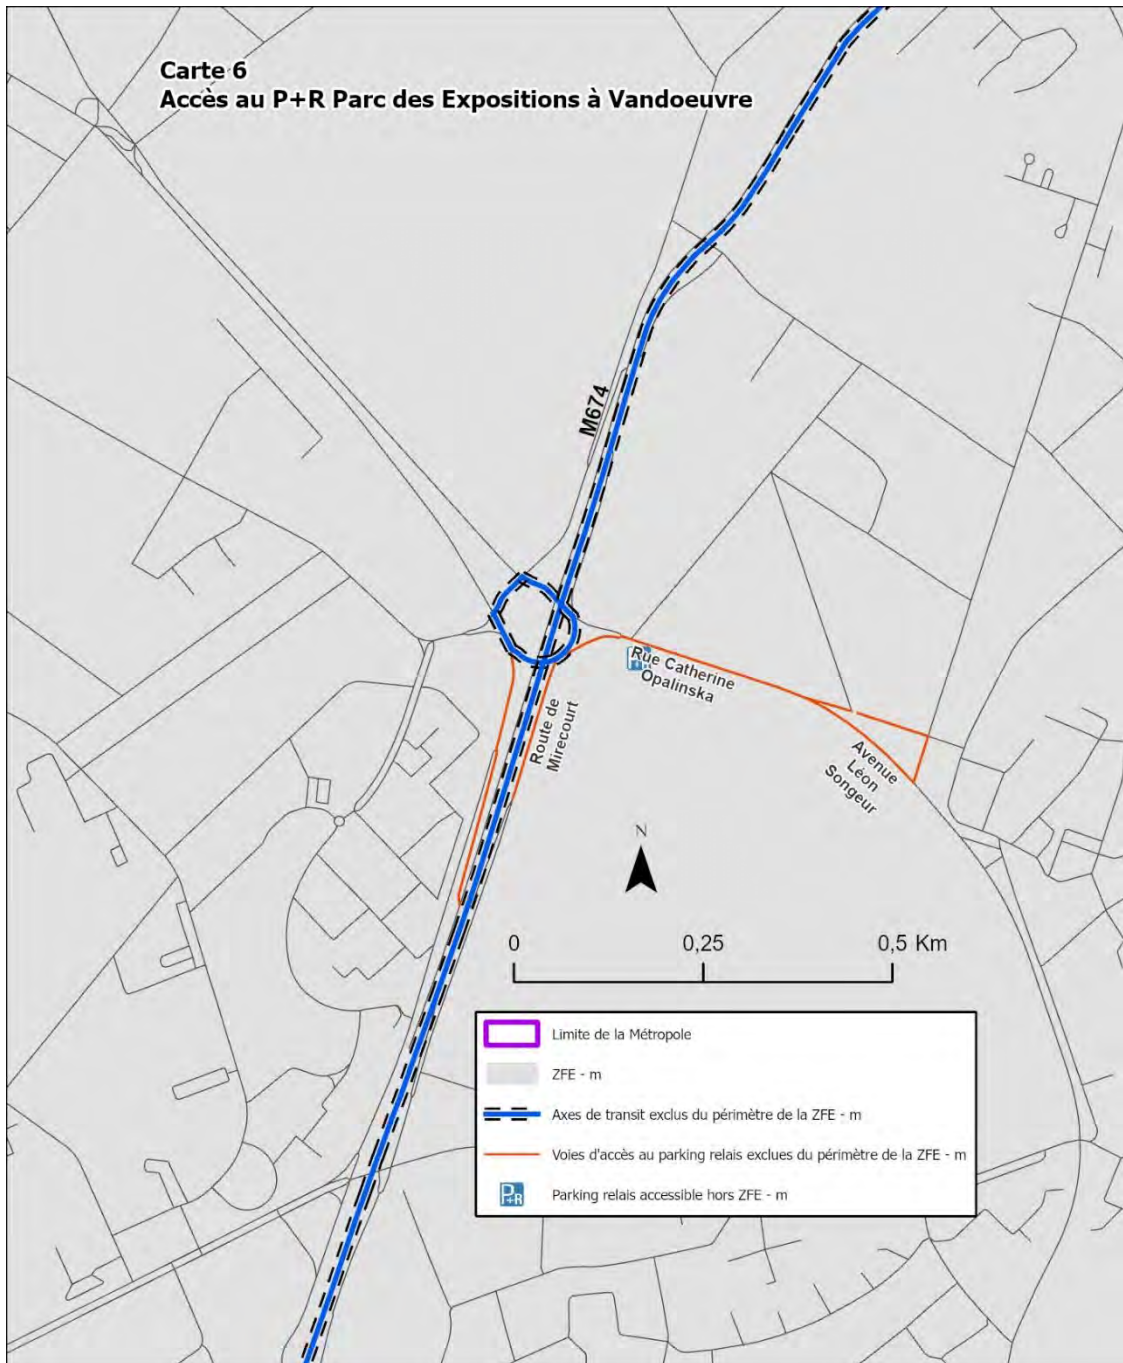 Carte 6
Accès au P+R Parc des Expositions à Vandoeuvre
M674
P+R
Rue Catherine
Opalinska
Route de
Mirecourt
Avenue
Léon
Songeur
N
0
0,25
0,5 Km
Limite de la Métropole
ZFE - m
Axes de transit exclus du périmètre de la ZFE - m
Voies d'accès au parking relais exclues du périmètre de la ZFE - m
P+R
Parking relais accessible hors ZFE - m